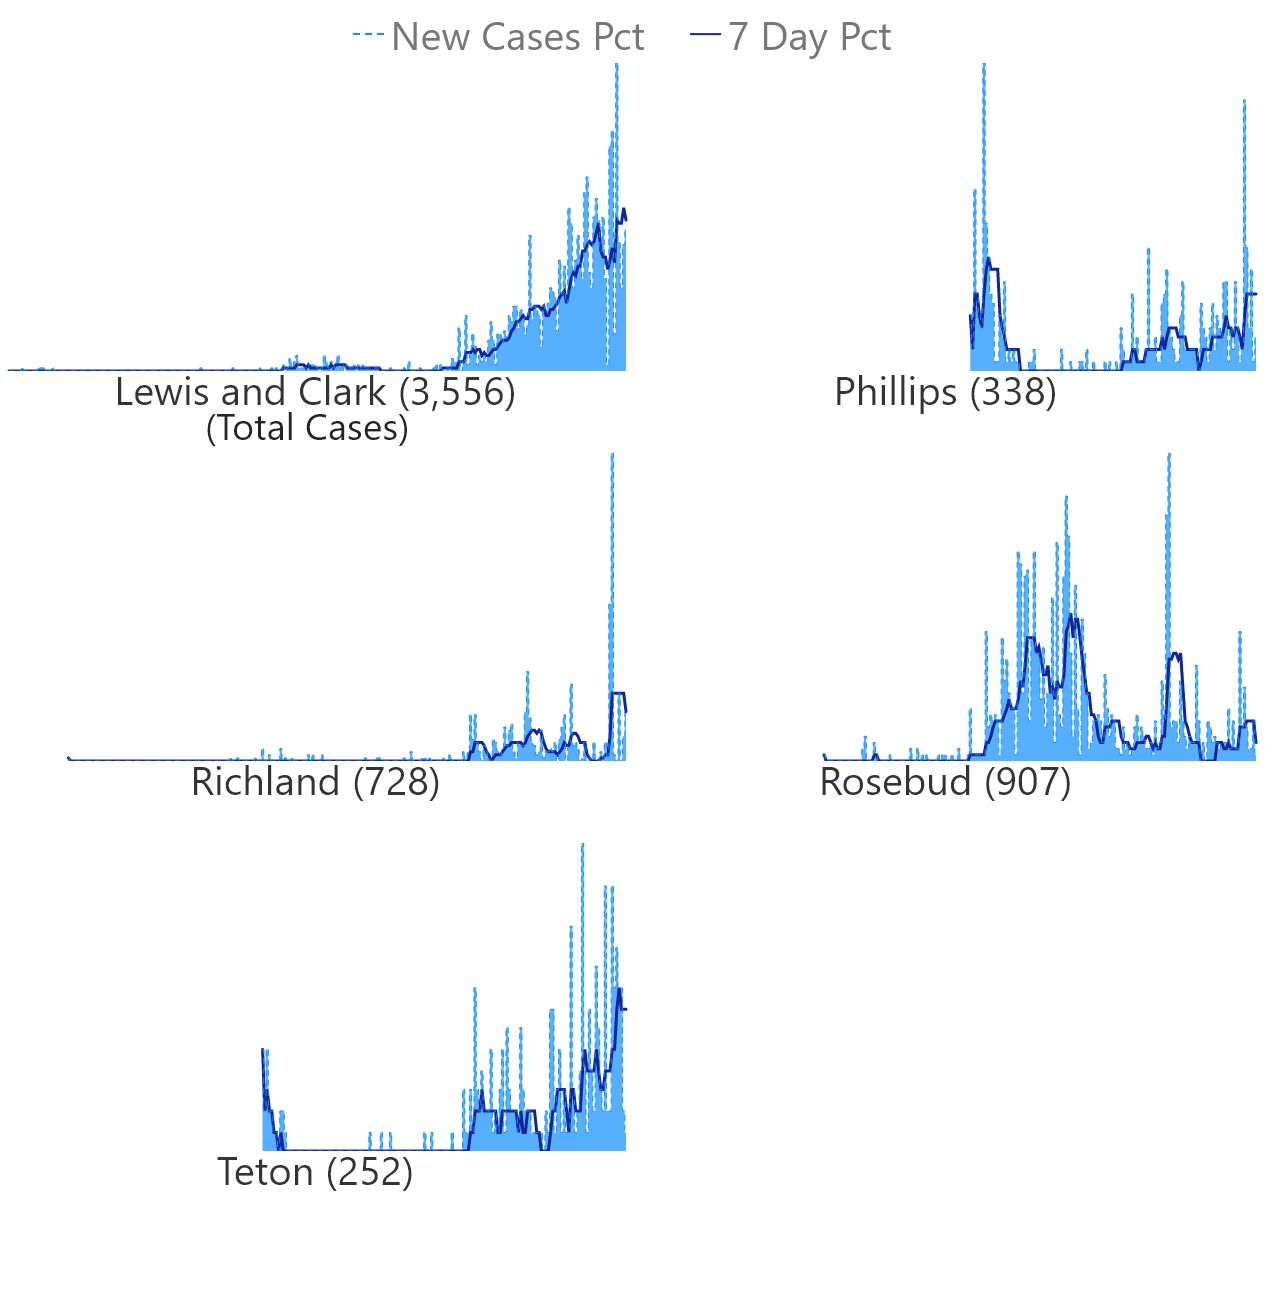 New Cases Pct 7 Day Pct
Lewis and Clark (3,556)
(Total Cases)
Phillips (338)
Richland (728)
Rosebud (907)
Teton (252)